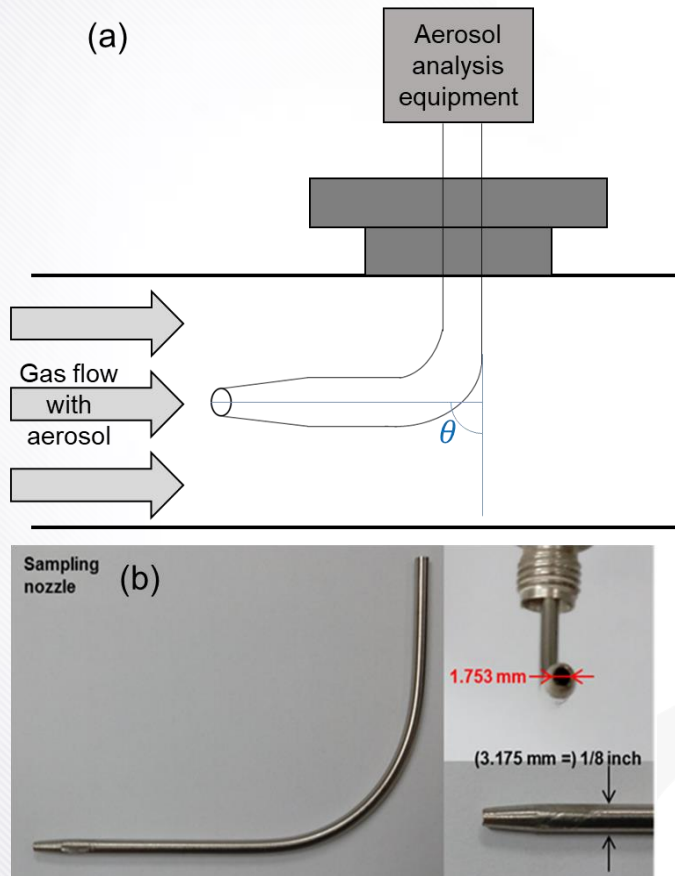 (a)
Aerosol
analysis
equipment
Gas flow
with
aerosol
θ
Sampling
nozzle
(b)
1.753 mm
(3.175 mm =) 1/8 inch